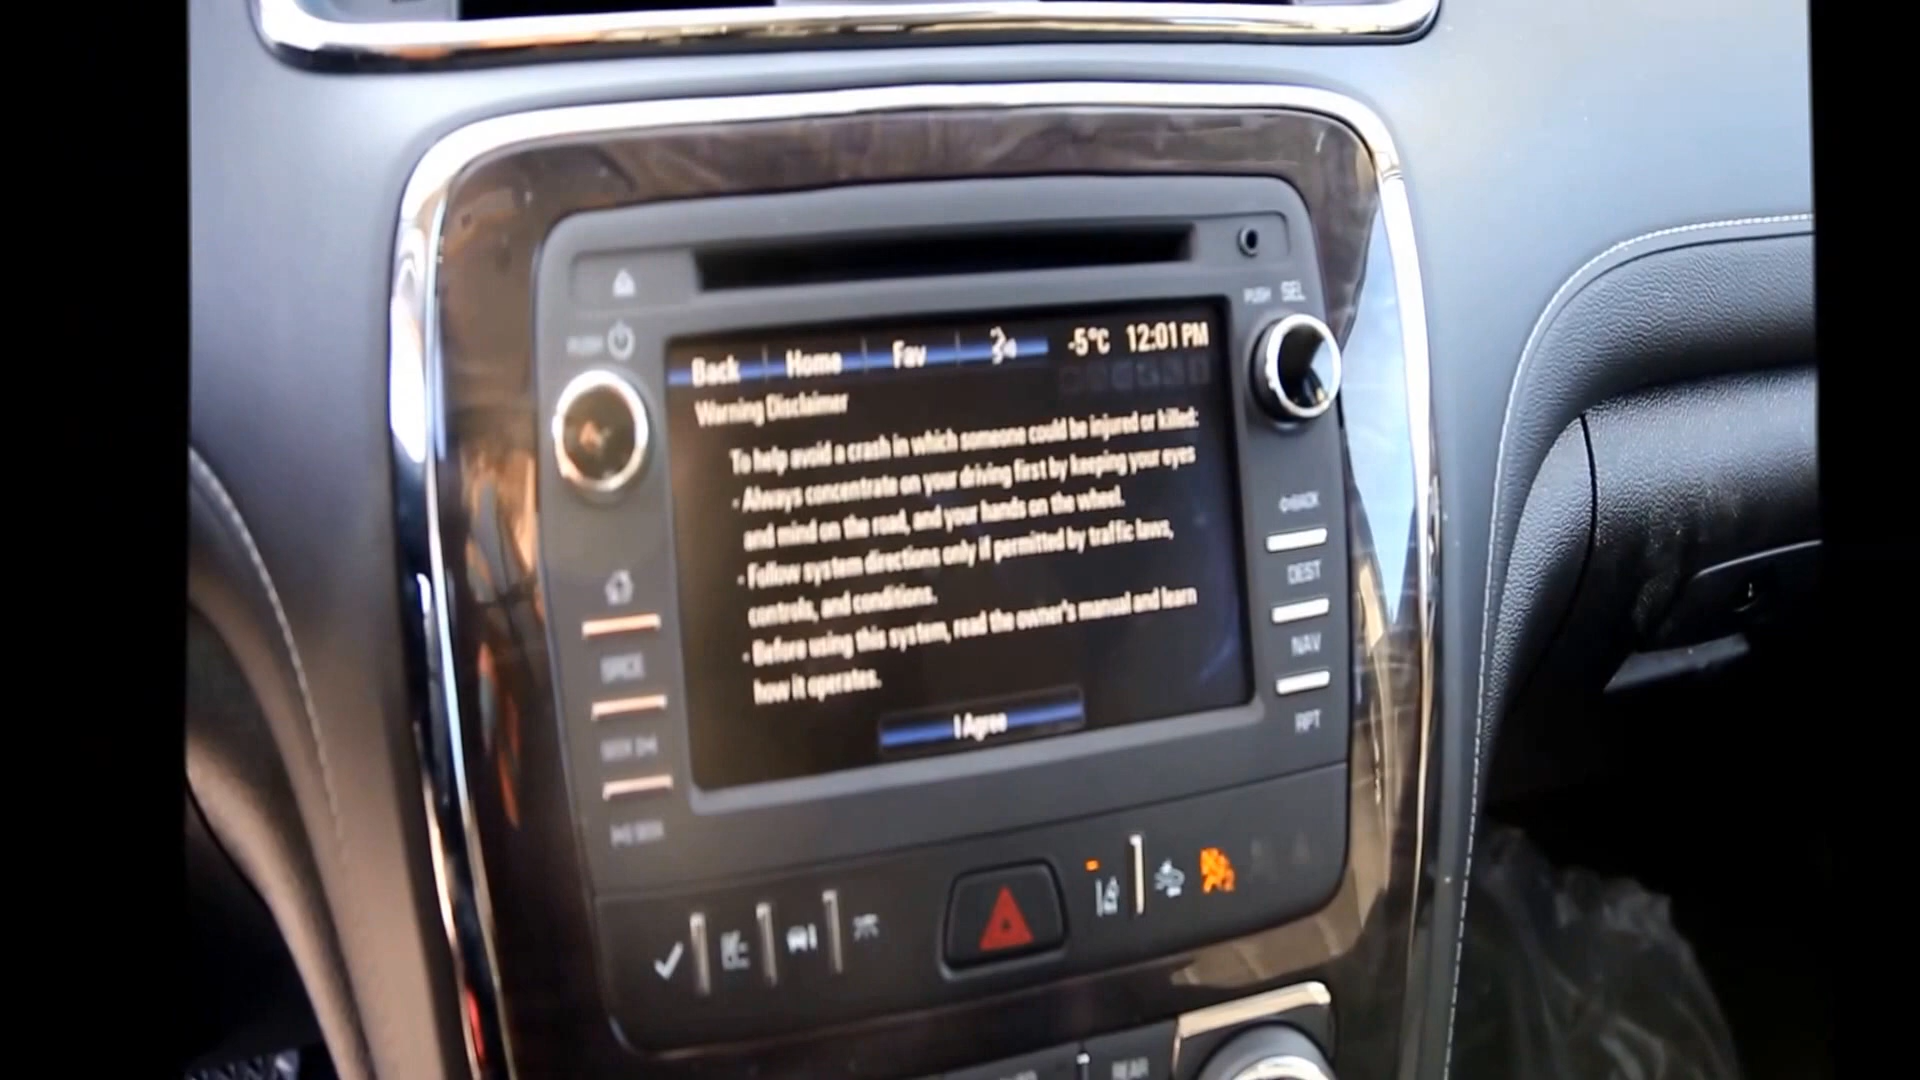 PUSH SEL
PUSH
Back Home Fav -5°C 12:01 PM
Warning Disclaimer
To help avoid a crash in which someone could be injured or killed:
- Always concentrate on your driving first by keeping your eyes
and mind on the road, and your hands on the wheel.
- Follow system directions only if permitted by traffic laws,
controls, and conditions.
- Before using this system, read the owner's manual and learn
how it operates.
I Agree
BACK
DEST
NAV
RPT
SEEK
REAR